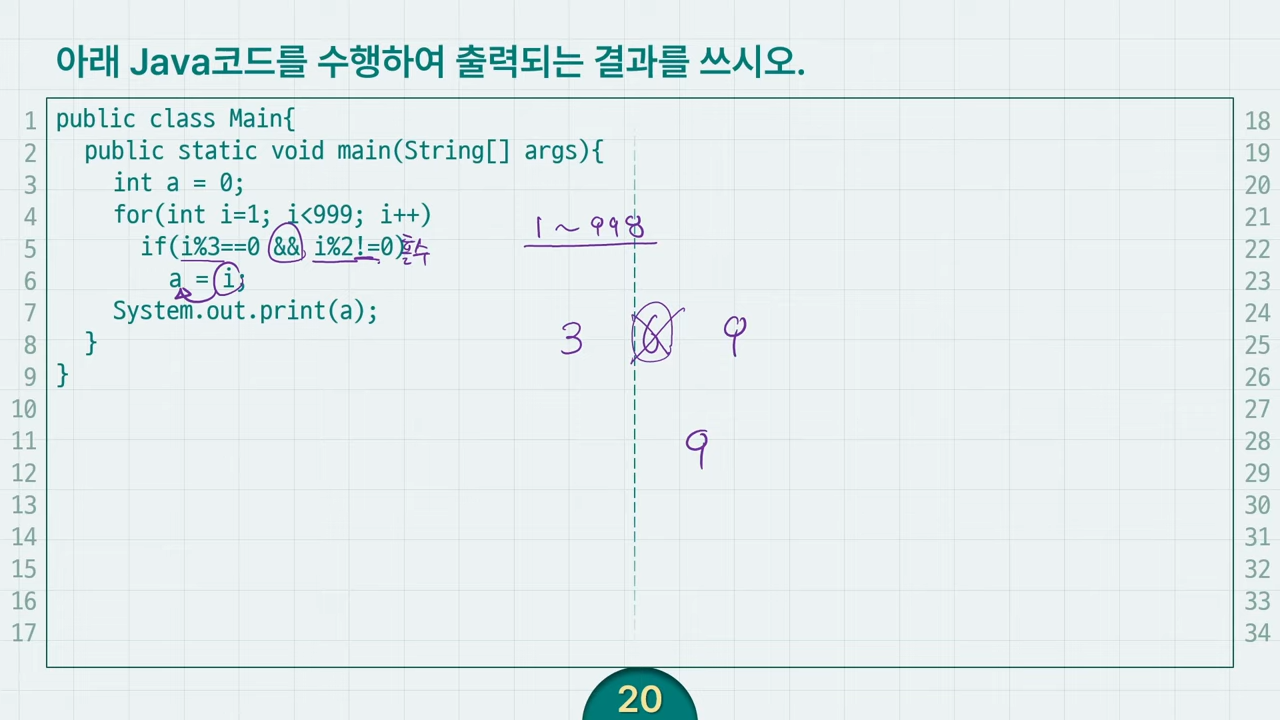 아래 Java코드를 수행하여 출력되는 결과를 쓰시오.
1 public class Main{
2 public static void main(String[] args){
3 int a = 0;
4 for(int i=1; i<999; i++)
1 ~ 998
5 if(i%3==0 && i%2!=0) 홀수
6 a = i;
7 System.out.print(a);
3 6 9
8 }
9 }
10
11
9
12
13
14
15
16
17
18
19
20
21
22
23
24
25
26
27
28
29
30
31
32
33
34
20